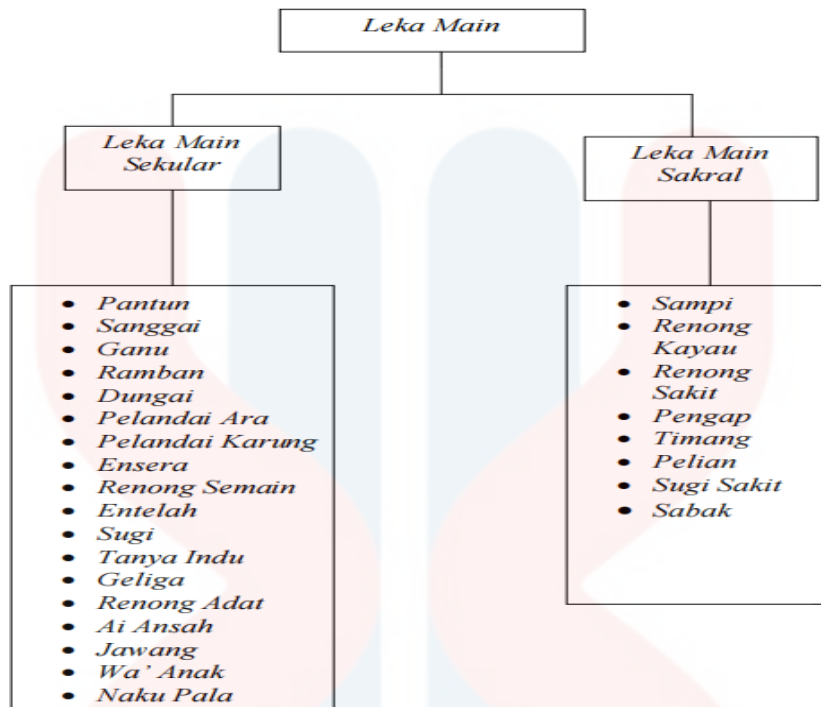 Leka Main
Leka Main
Sekular
Leka Main
Sakral
• Pantun
• Sanggai
• Ganu
• Ramban
• Dungai
• Pelandai Ara
• Pelandai Karung
• Ensera
• Renong Semain
• Entelah
• Sugi
• Tanya Indu
• Geliga
• Renong Adat
• Ai Ansah
• Jawang
• Wa' Anak
• Naku Pala
• Sampi
• Renong
Kayau
• Renong
Sakit
• Pengap
• Timang
• Pelian
• Sugi Sakit
• Sabak